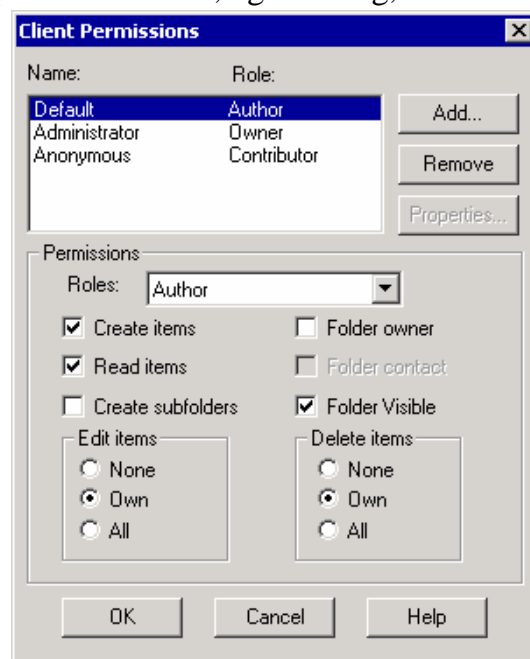 Client Permissions
Name: Role:
Default Author
Administrator Owner
Anonymous Contributor
Add...
Remove
Properties...
Permissions
Roles: Author
Create items Folder owner
Read items Folder contact
Create subfolders Folder Visible
Edit items Delete items
None None
Own Own
All All
OK Cancel Help